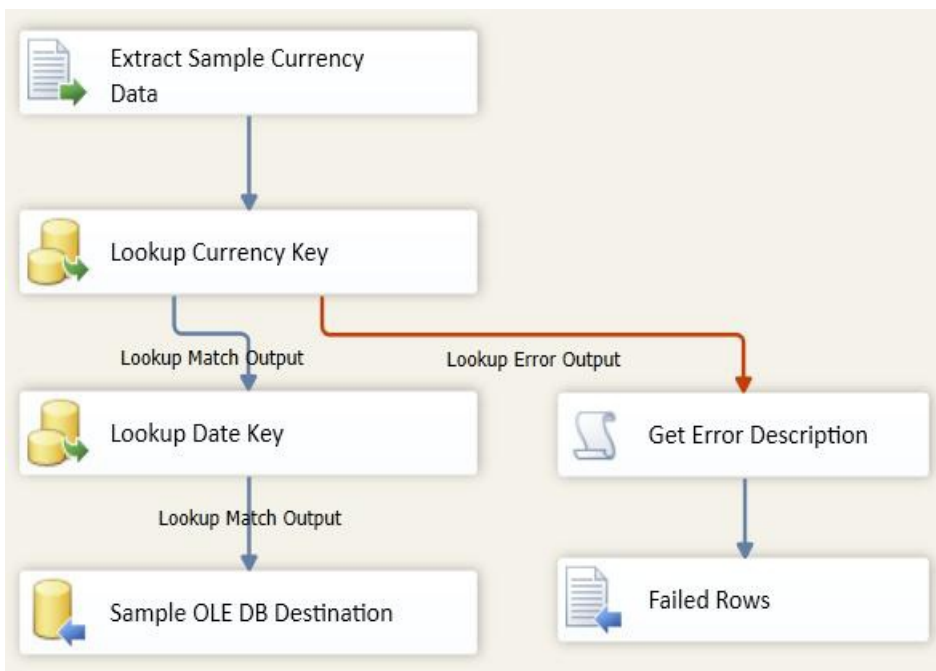 Extract Sample Currency
Data
Lookup Currency Key
Lookup Match Output
Lookup Error Output
Lookup Date Key
Get Error Description
Lookup Match Output
Sample OLE DB Destination
Failed Rows